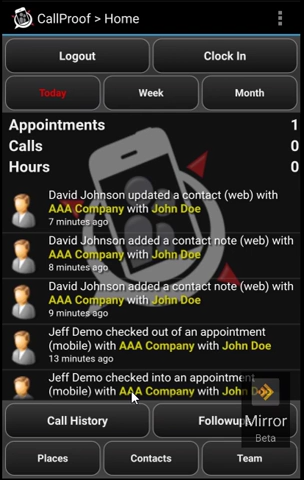 CallProof > Home
Logout
Clock In
Today
Week
Month
Appointments 1
Calls 0
Hours 0
David Johnson updated a contact (web) with
AAA Company with John Doe
7 minutes ago
David Johnson added a contact note (web) with
AAA Company with John Doe
8 minutes ago
David Johnson added a contact note (web) with
AAA Company with John Doe
9 minutes ago
Jeff Demo checked out of an appointment
(mobile) with AAA Company with John Doe
13 minutes ago
Jeff Demo checked into an appointment
(mobile) with AAA Company with John
Call History
Mirror
Beta
Places
Contacts
Team